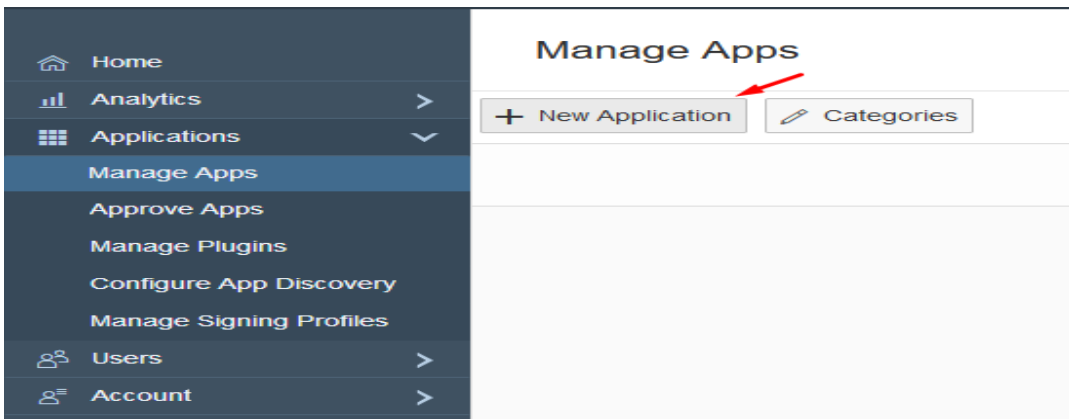 Home
Analytics
Applications
Manage Apps
Approve Apps
Manage Plugins
Configure App Discovery
Manage Signing Profiles
Users
Account
Manage Apps
New Application
Categories